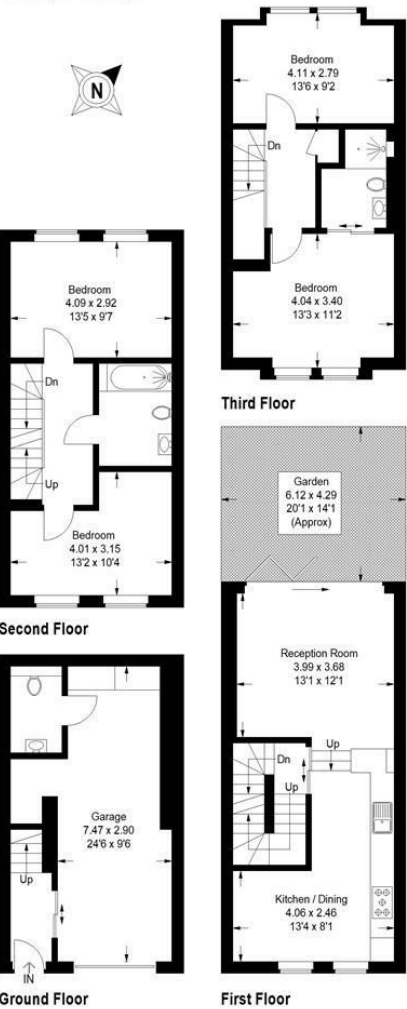 N
Bedroom
4.11 x 2.79
13'6 x 9'2
Dn
Bedroom
4.04 x 3.40
13'3 x 11'2
Third Floor
Bedroom
4.09 x 2.92
13'5 x 9'7
Dn
Up
Bedroom
4.01 x 3.15
13'2 x 10'4
Second Floor
Garden
6.12 x 4.29
20'1 x 14'1
(Approx)
Reception Room
3.99 x 3.68
13'1 x 12'1
Up
Dn
Up
Kitchen / Dining
4.06 x 2.46
13'4 x 8'1
First Floor
Garage
7.47 x 2.90
24'6 x 9'6
Up
IN
Ground Floor